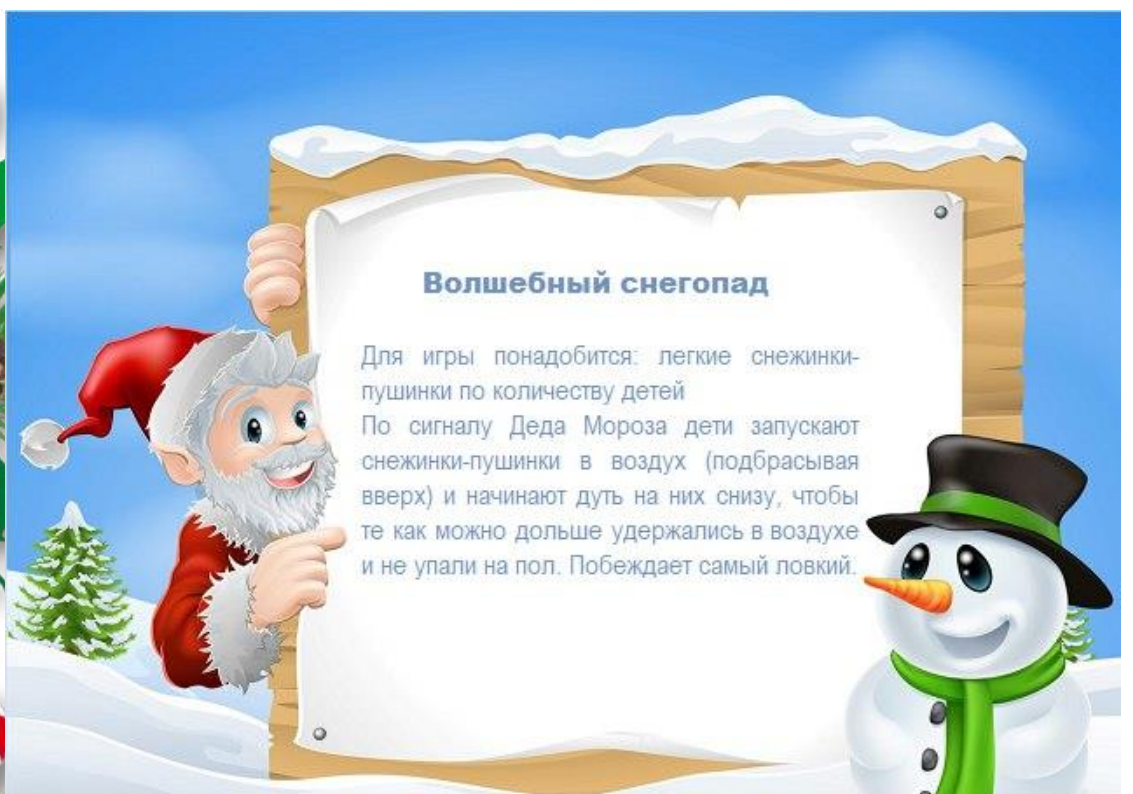 Волшебный снегопад
Для игры понадобится: легкие снежинки-
пушинки по количеству детей
По сигналу Деда Мороза дети запускают
снежинки-пушинки в воздух (подбрасывая
вверх) и начинают дуть на них снизу, чтобы
те как можно дольше удержались в воздухе
и не упали на пол. Побеждает самый ловкий.